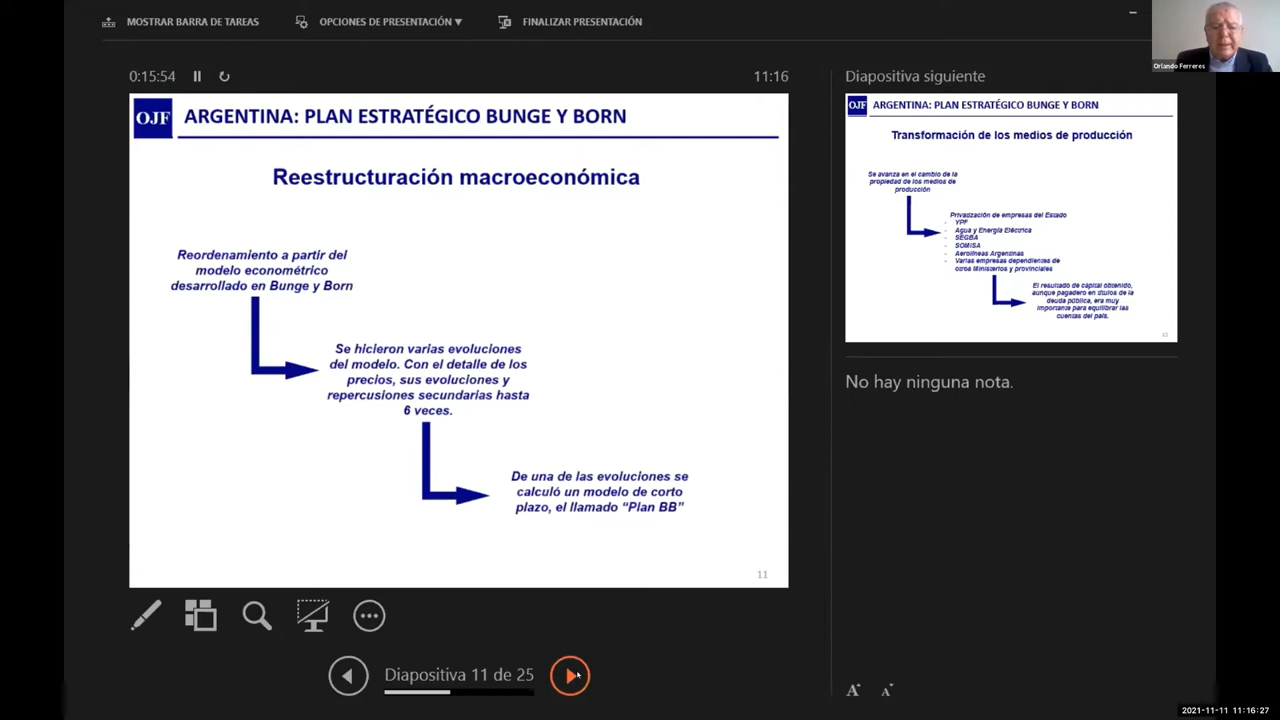 MOSTRAR BARRA DE TAREAS
OPCIONES DE PRESENTACIÓN ▼
FINALIZAR PRESENTACIÓN
Orlando Ferreres
0:15:54
11:16
OJF
ARGENTINA: PLAN ESTRATÉGICO BUNGE Y BORN
Reestructuración macroeconómica
Reordenamiento a partir del
modelo econométrico
desarrollado en Bunge y Born
Se hicieron varias evoluciones
del modelo. Con el detalle de los
precios, sus evoluciones y
repercusiones secundarias hasta
6 veces.
De una de las evoluciones se
calculó un modelo de corto
plazo, el llamado “Plan BB”
11
Diapositiva 11 de 25
Diapositiva siguiente
OJF
ARGENTINA: PLAN ESTRATÉGICO BUNGE Y BORN
Transformación de los medios de producción
Se avanza en el cambio de la
propiedad de los medios de
producción
Privatización de empresas del Estado
- YPF
- Agua y Energía Eléctrica
- SEGBA
- SOMISA
- Aerolíneas Argentinas
- Varias empresas dependientes de
otros Ministerios y provinciales
El resultado de capital obtenido,
aunque pagadero en títulos de la
deuda pública, era muy
importante para equilibrar las
cuentas del país.
No hay ninguna nota.
A A
2021-11-11 11:16:27